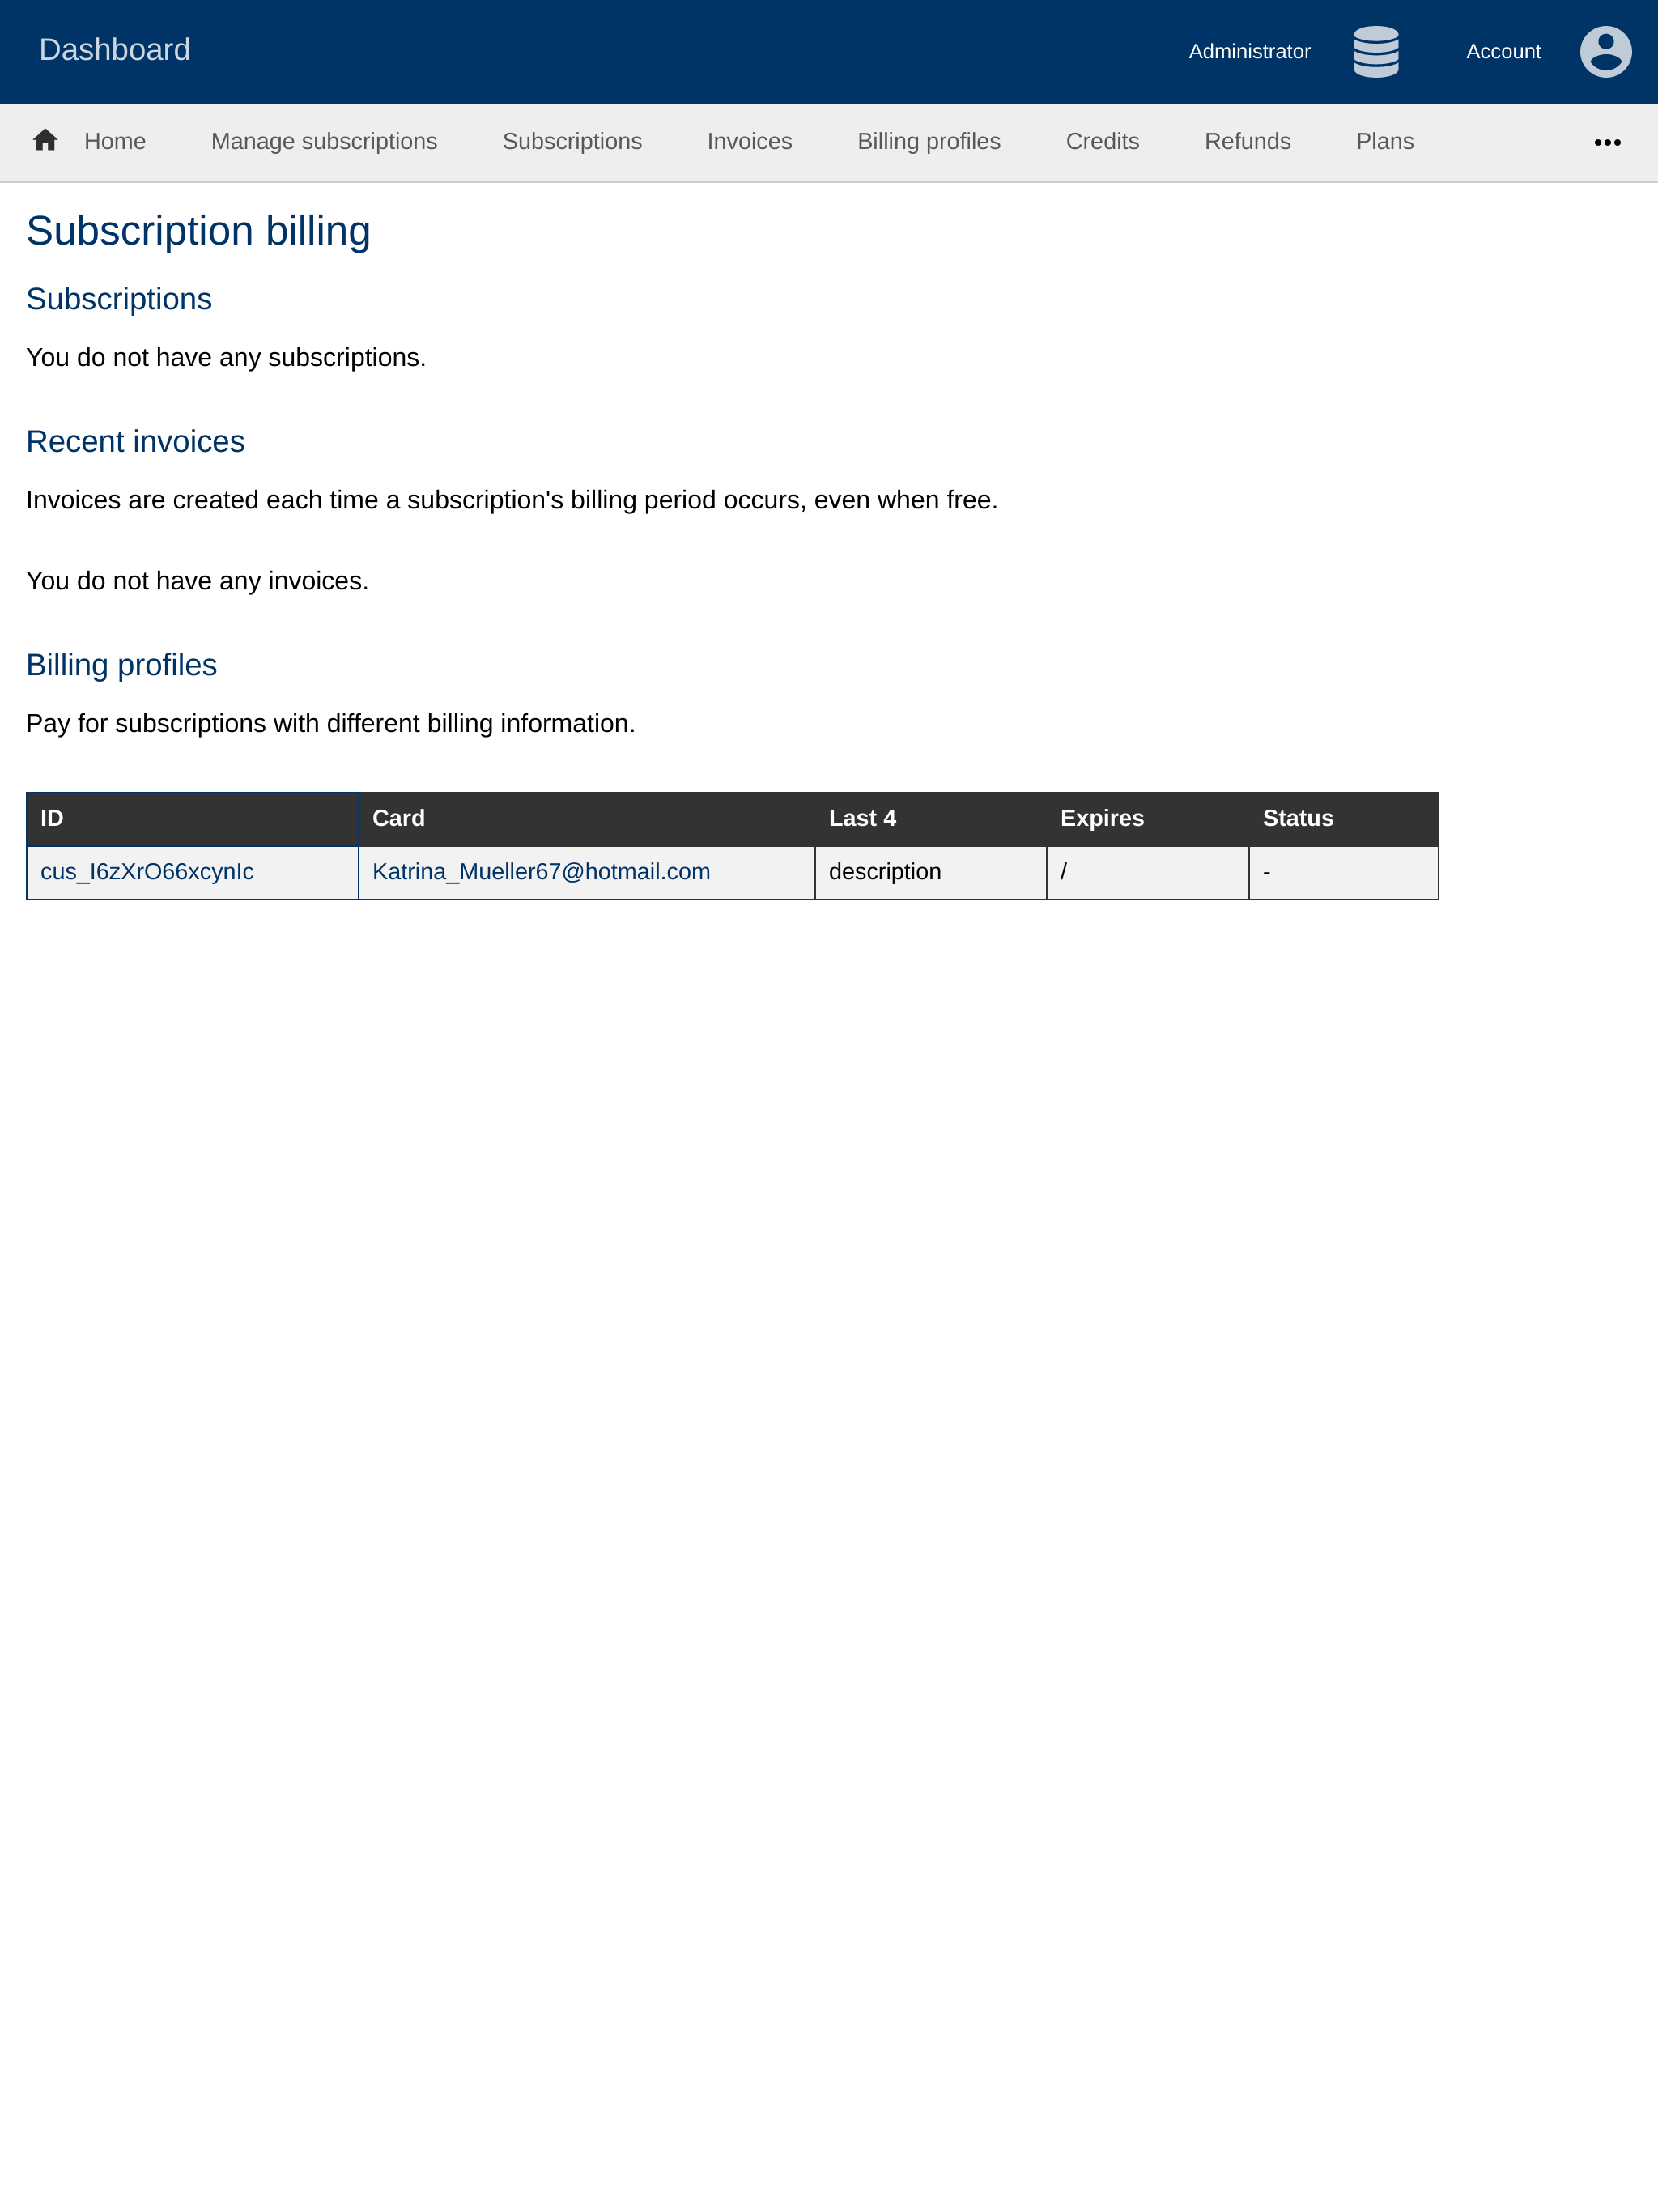 Dashboard
Administrator
Account
Home Manage subscriptions Subscriptions Invoices Billing profiles Credits Refunds Plans
Subscription billing
Subscriptions
You do not have any subscriptions.
Recent invoices
Invoices are created each time a subscription's billing period occurs, even when free.
You do not have any invoices.
Billing profiles
Pay for subscriptions with different billing information.
ID Card Last 4 Expires Status
cus_I6zXrO66xcynIc Katrina_Mueller67@hotmail.com description / -